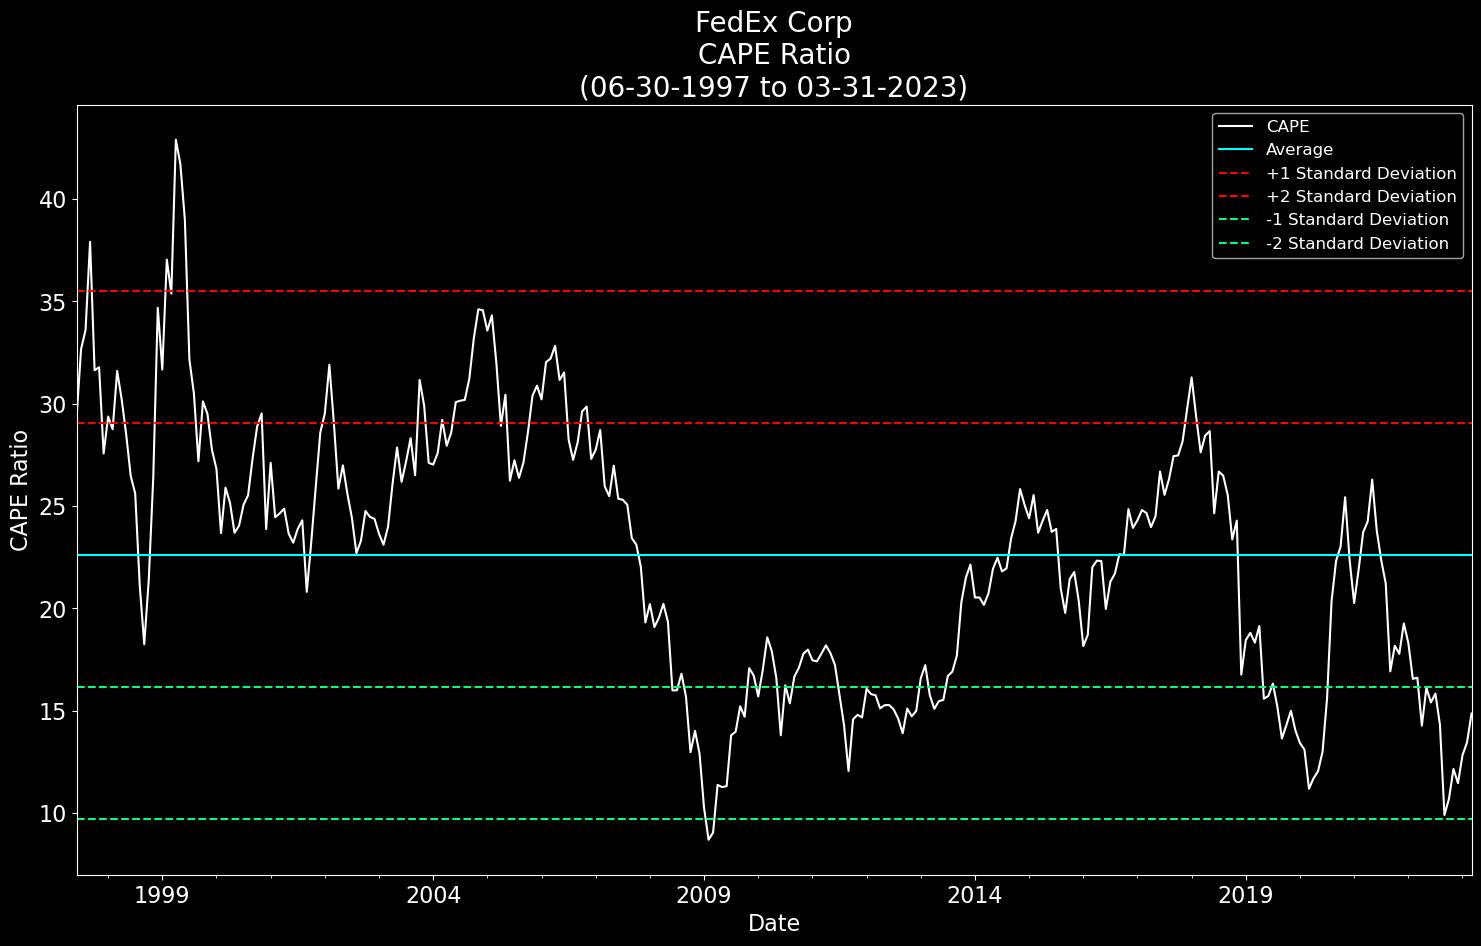 FedEx Corp
CAPE Ratio
(06-30-1997 to 03-31-2023)
CAPE
Average
+1 Standard Deviation
+2 Standard Deviation
-1 Standard Deviation
-2 Standard Deviation
CAPE Ratio
40
35
30
25
20
15
10
1999
2004
2009
2014
2019
Date